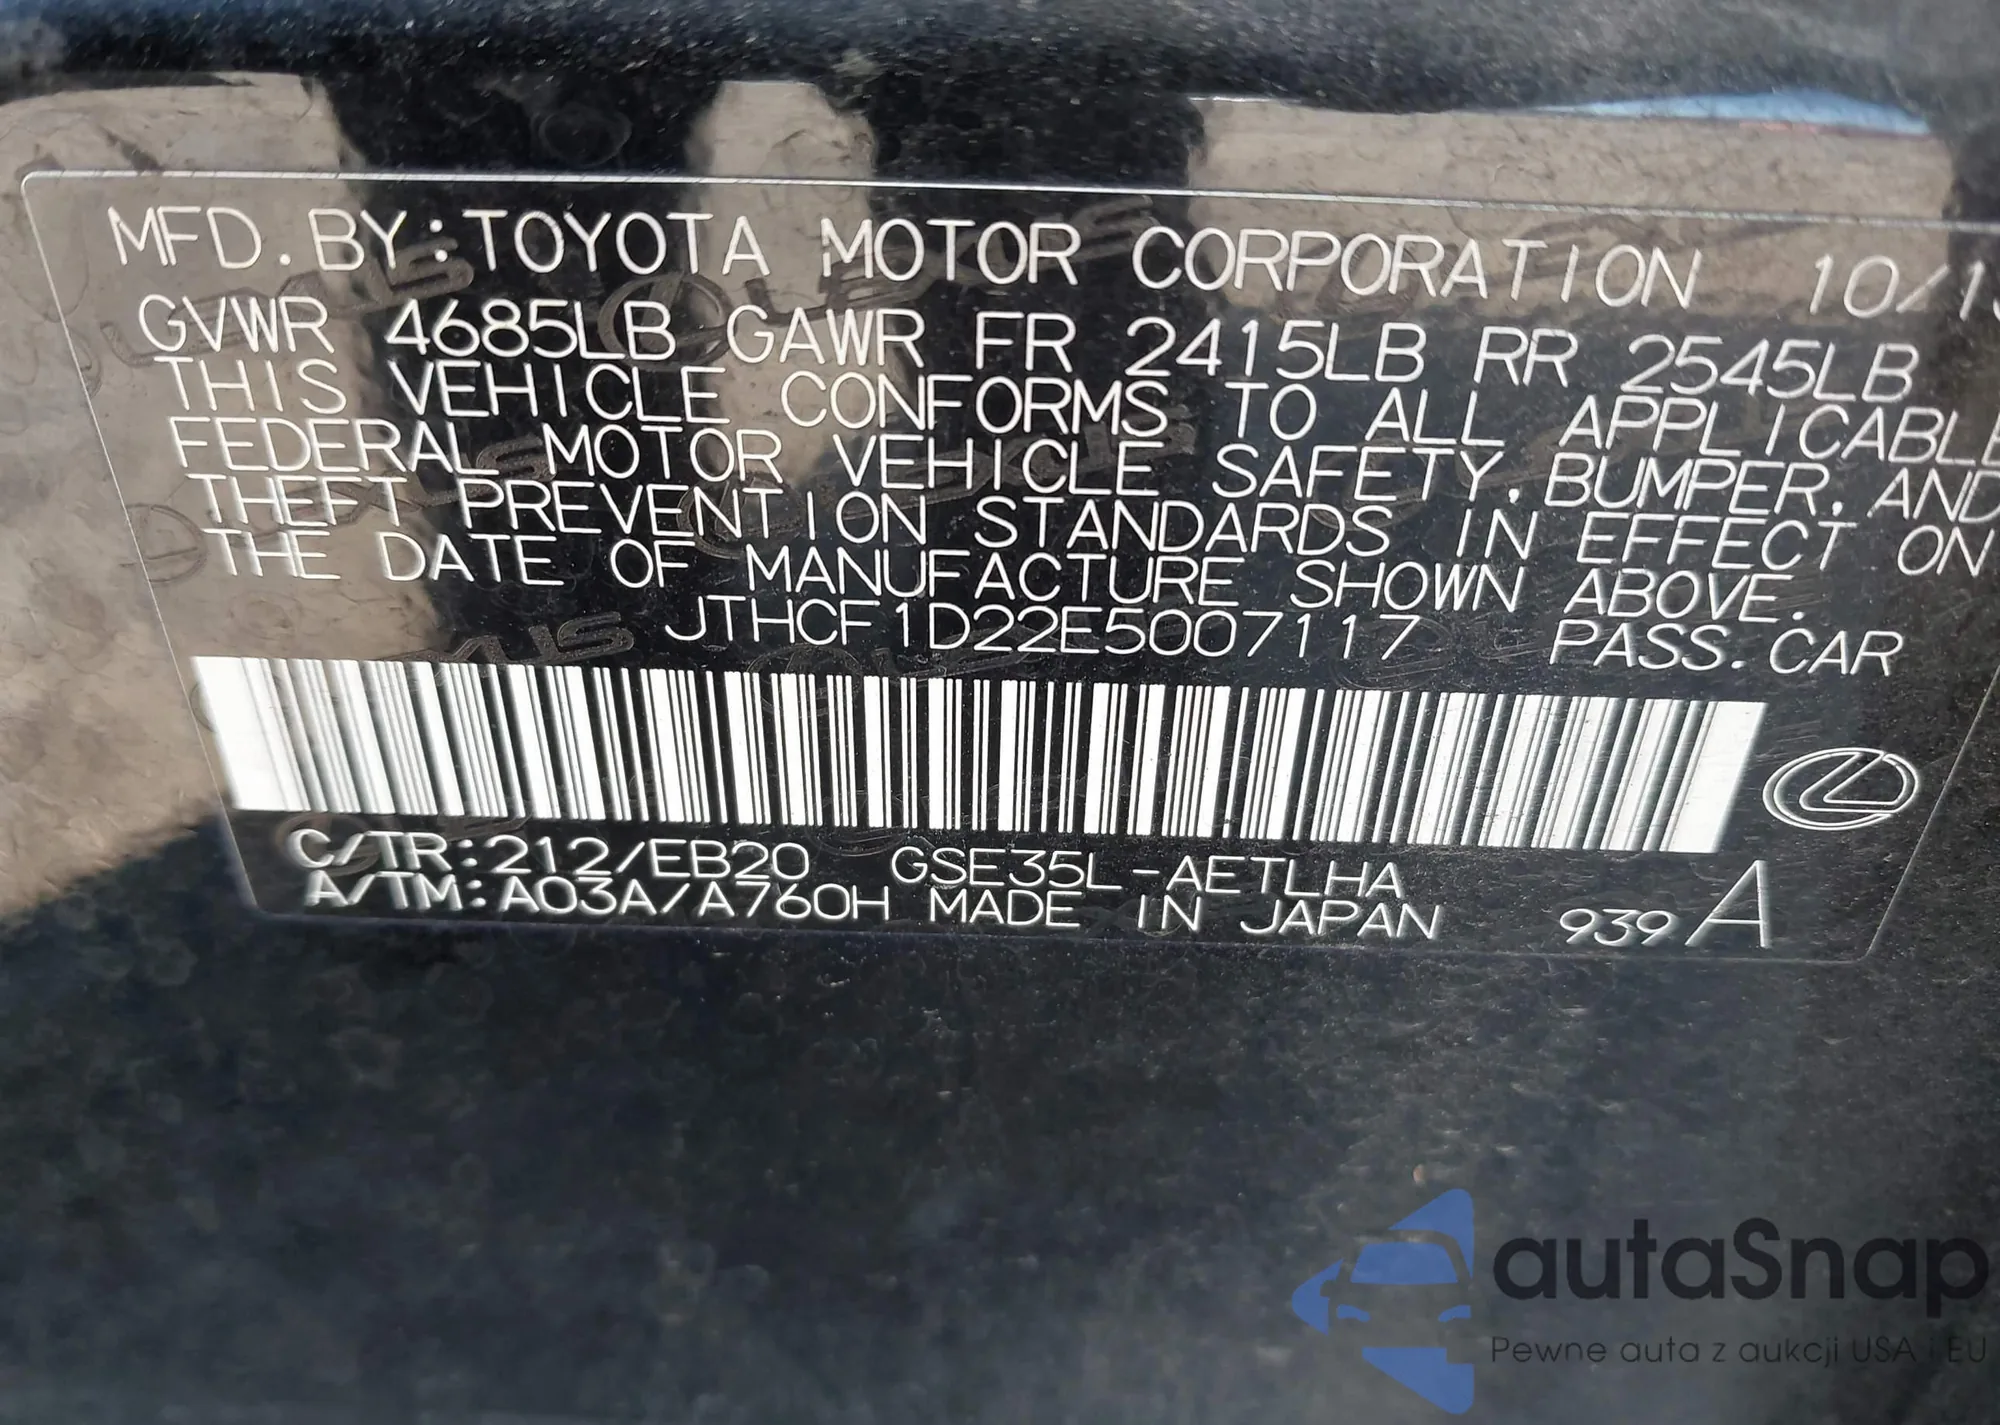 MFD. BY: TOYOTA MOTOR CORPORATION 10/13
GVWR 4685LB GAWR FR 2415LB RR 2545LB
THIS VEHICLE CONFORMS TO ALL APPLICABLE
FEDERAL MOTOR VEHICLE SAFETY, BUMPER, AND
THEFT PREVENTION STANDARDS IN EFFECT ON
THE DATE OF MANUFACTURE SHOWN ABOVE.
JTHCF1D22E5007117 PASS. CAR
C/TR: 212/EB20 GSE35L-AETLHA
A/TM: A03A/A760H MADE IN JAPAN 939 A
autaSnap
Pewne auta z aukcji USA i EU